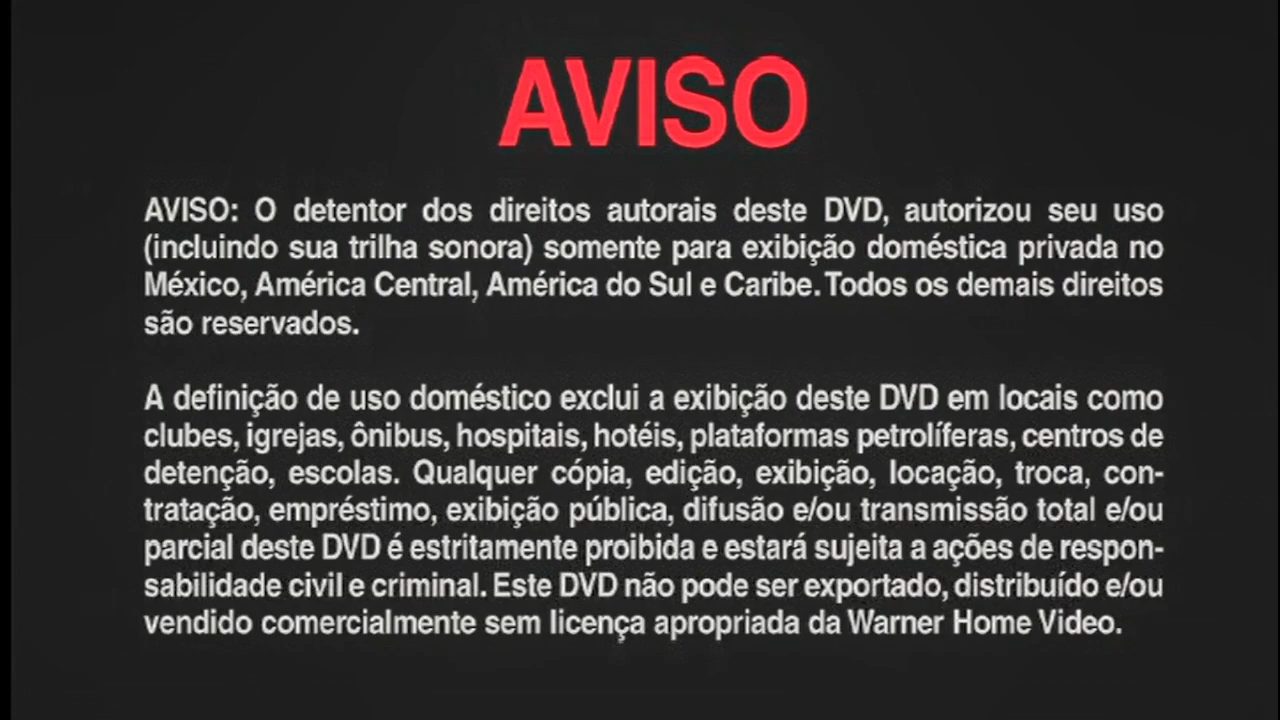 AVISO
AVISO: O detentor dos direitos autorais deste DVD, autorizou seu uso
(incluindo sua trilha sonora) somente para exibição doméstica privada no
México, América Central, América do Sul e Caribe. Todos os demais direitos
são reservados.
A definição de uso doméstico exclui a exibição deste DVD em locais como
clubes, igrejas, ônibus, hospitais, hotéis, plataformas petrolíferas, centros de
detenção, escolas. Qualquer cópia, edição, exibição, locação, troca, con-
tratação, empréstimo, exibição pública, difusão e/ou transmissão total e/ou
parcial deste DVD é estritamente proibida e estará sujeita a ações de respon-
sabilidade civil e criminal. Este DVD não pode ser exportado, distribuído e/ou
vendido comercialmente sem licença apropriada da Warner Home Video.